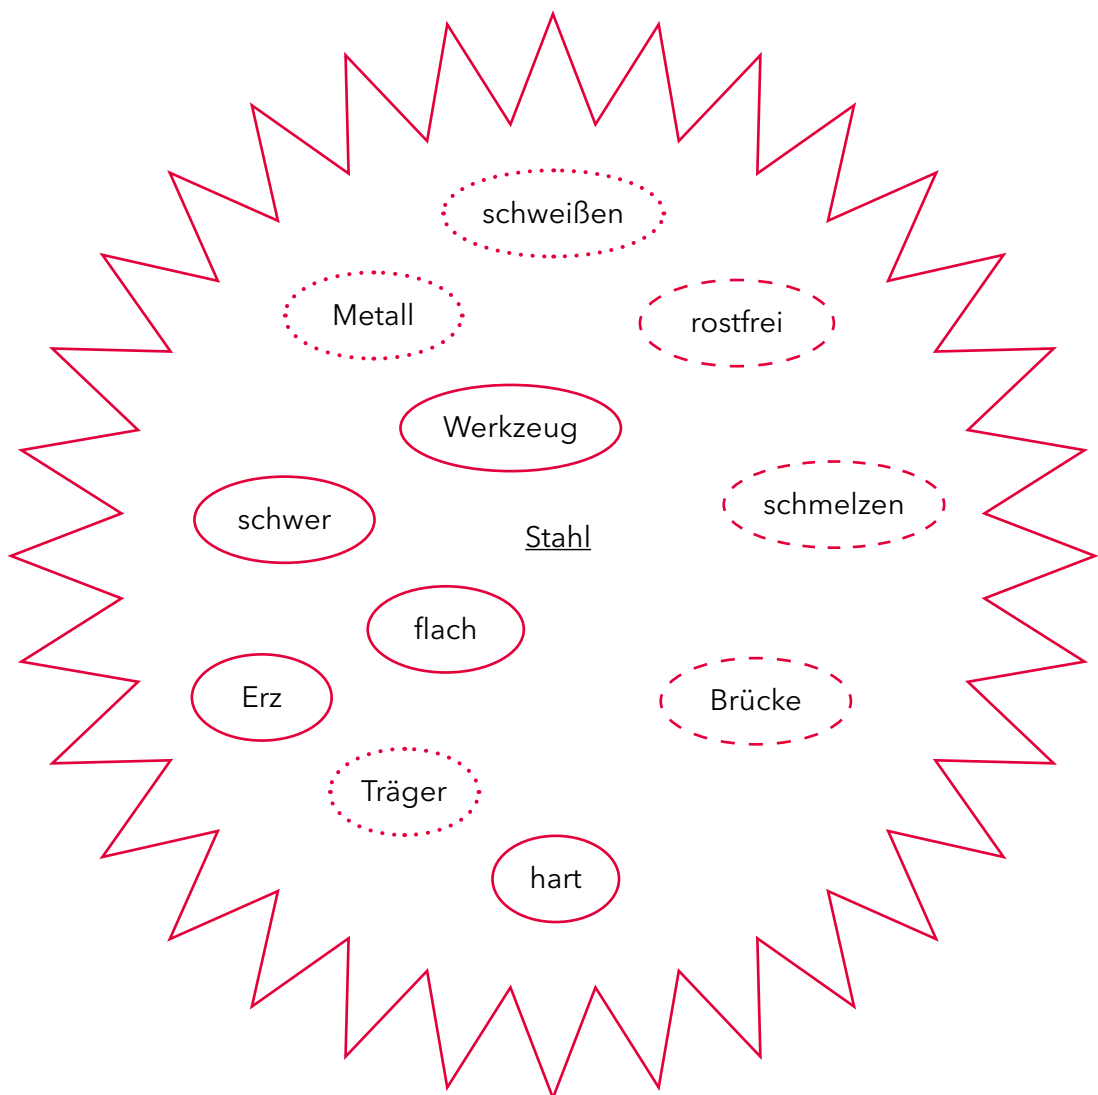 schweißen
Metall
rostfrei
Werkzeug
schmelzen
schwer
Stahl
flach
Erz
Brücke
Träger
hart